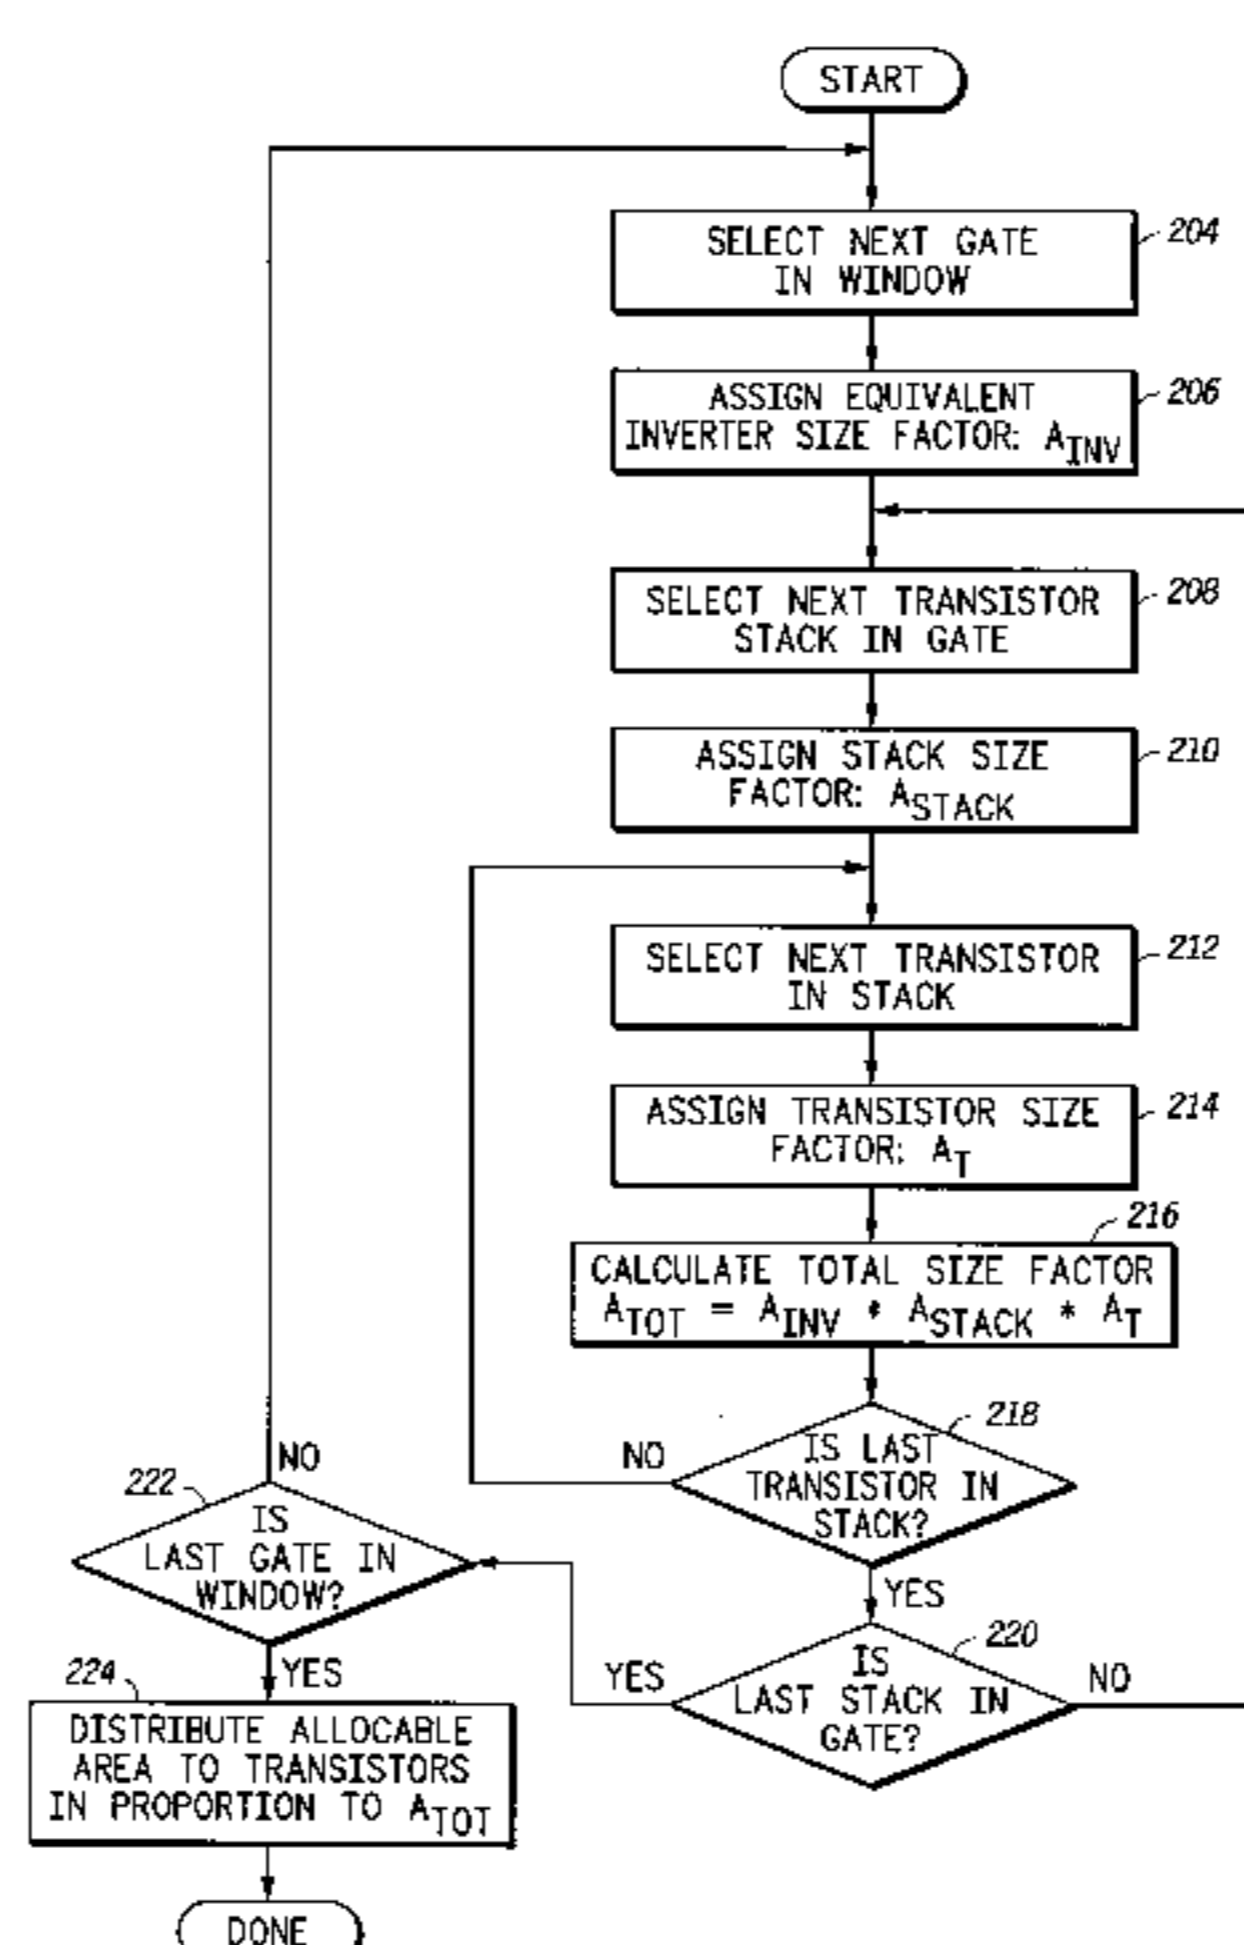 START
SELECT NEXT GATE
IN WINDOW
204
ASSIGN EQUIVALENT
INVERTER SIZE FACTOR: AINV
206
SELECT NEXT TRANSISTOR
STACK IN GATE
208
ASSIGN STACK SIZE
FACTOR: ASTACK
210
SELECT NEXT TRANSISTOR
IN STACK
212
ASSIGN TRANSISTOR SIZE
FACTOR: AT
214
216
CALCULATE TOTAL SIZE FACTOR
ATOT = AINV * ASTACK * AT
218
IS LAST
TRANSISTOR IN
STACK?
NO
YES
220
IS
LAST STACK IN
GATE?
NO
YES
222
IS
LAST GATE IN
WINDOW?
NO
YES
224
DISTRIBUTE ALLOCABLE
AREA TO TRANSISTORS
IN PROPORTION TO ATOT
DONE